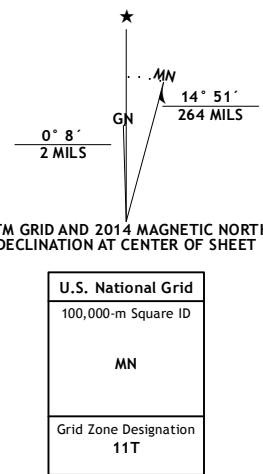 MN
14° 51´
264 MILS
GN
0° 8´
2 MILS
TM GRID AND 2014 MAGNETIC NORTH
DECLINATION AT CENTER OF SHEET
U.S. National Grid
100,000-m Square ID
MN
Grid Zone Designation
11T